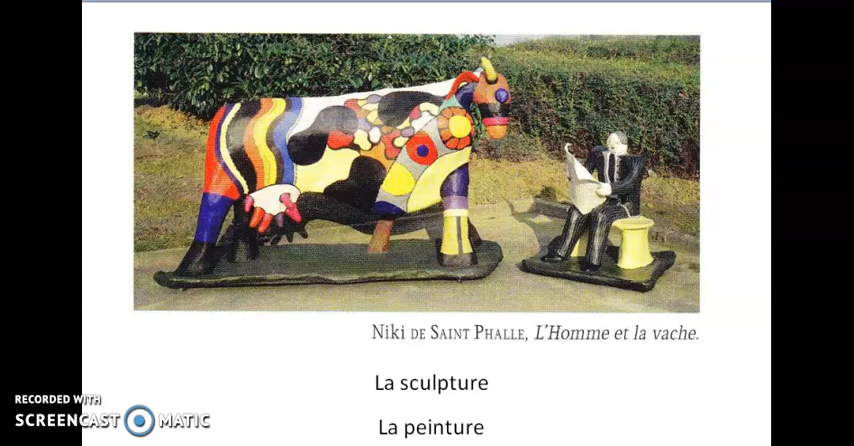 Niki DE SAINT PHALLE, L'Homme et la vache.
La sculpture
La peinture
RECORDED WITH
SCREENCAST MATIC